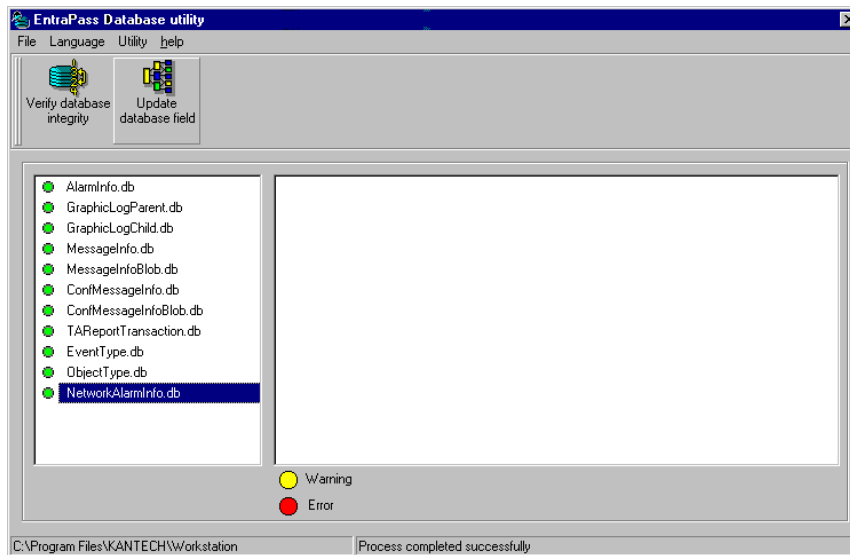 EntraPass Database utility
File Language Utility help
Verify database integrity
Update database field
AlarmInfo.db
GraphicLogParent.db
GraphicLogChild.db
MessageInfo.db
MessageInfoBlob.db
ConfMessageInfo.db
ConfMessageInfoBlob.db
TAReportTransaction.db
EventType.db
ObjectType.db
NetworkAlarmInfo.db
Warning
Error
C:\Program Files\KANTECH\Workstation
Process completed successfully